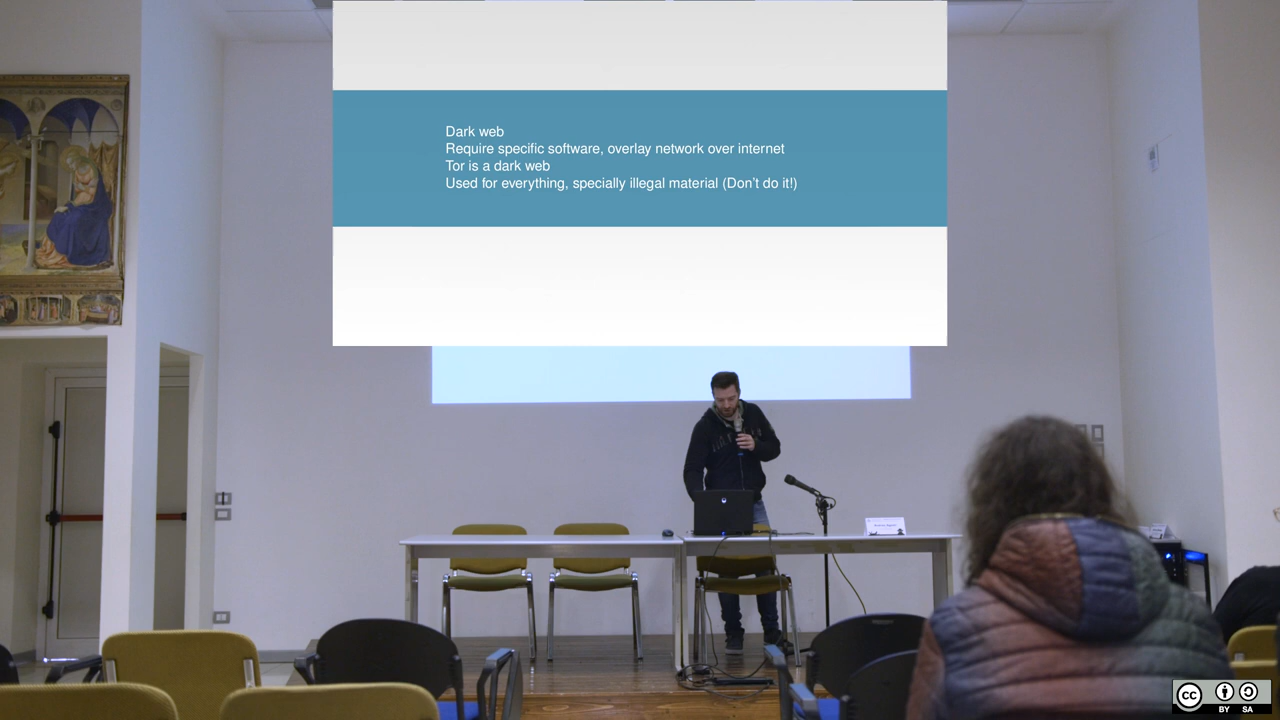 Dark web
Require specific software, overlay network over internet
Tor is a dark web
Used for everything, specially illegal material (Don't do it!)
CC
BY SA